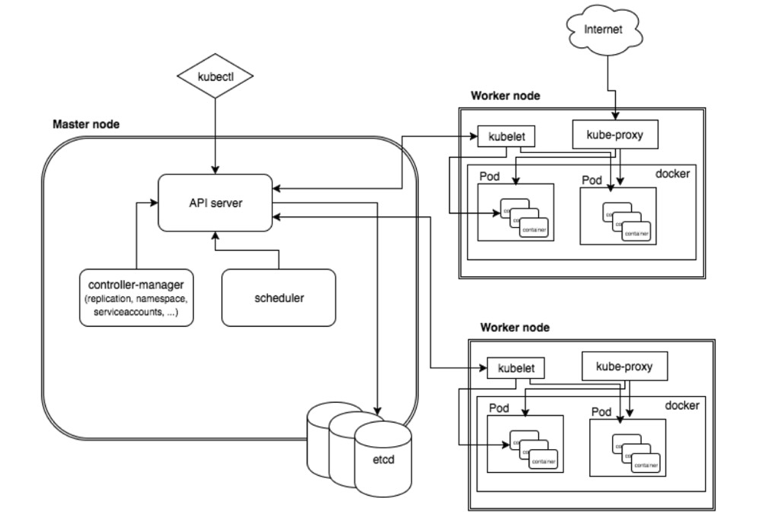 Internet
kubectl
Master node
API server
controller-manager
(replication, namespace,
serviceaccounts, ...)
scheduler
etcd
Worker node
kubelet
kube-proxy
docker
Pod
Pod
container
container
Worker node
kubelet
kube-proxy
docker
Pod
Pod
container
container